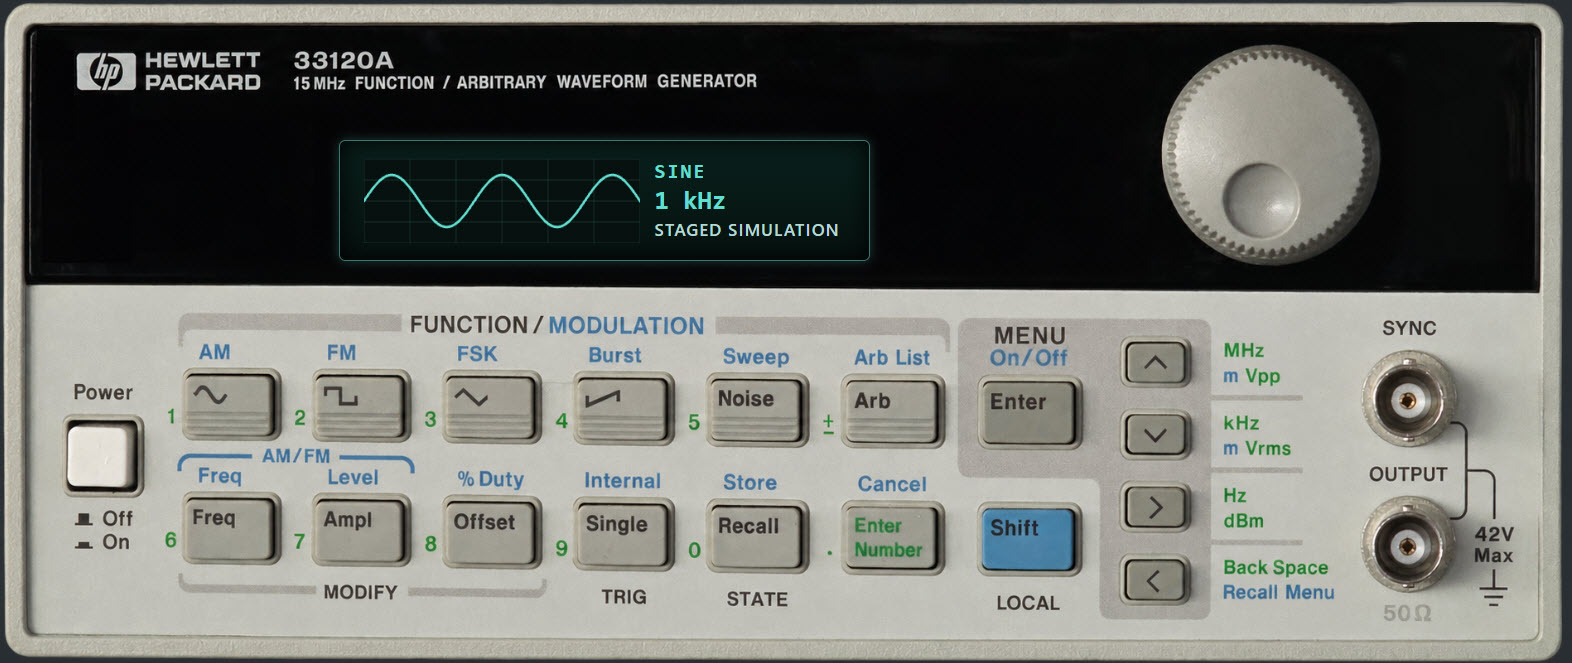 hp HEWLETT PACKARD
33120A
15 MHz FUNCTION / ARBITRARY WAVEFORM GENERATOR
SINE
1 kHz
STAGED SIMULATION
FUNCTION / MODULATION
AM FM FSK Burst Sweep Arb List
MENU
On/Off
Power
1 2 3 4 5 Noise ± Arb
Enter
AM/FM
Freq Level % Duty Internal Store Cancel
Off
On
6 Freq 7 Ampl 8 Offset 9 Single 0 Recall . Enter Number
Shift
MODIFY
TRIG
STATE
LOCAL
MHz
m Vpp
kHz
m Vrms
Hz
dBm
Back Space
Recall Menu
SYNC
OUTPUT
42V
Max
50Ω